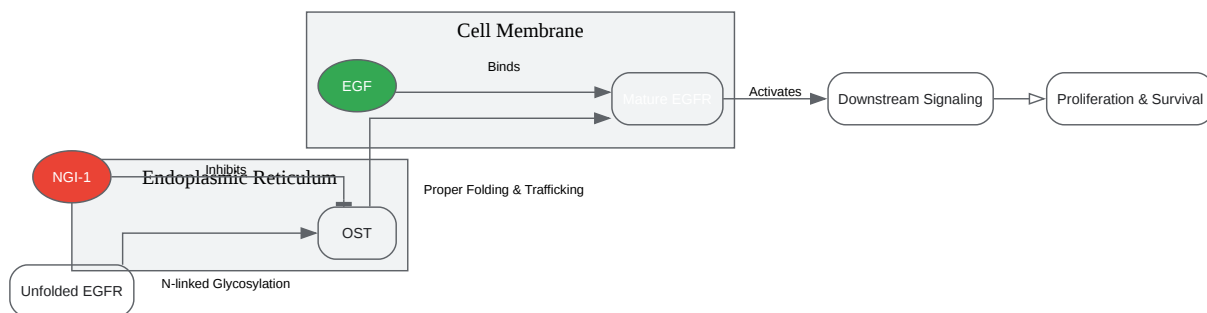 Cell Membrane
EGF
Binds
Mature EGFR
Activates
Downstream Signaling
Proliferation & Survival
NGI-1
Inhibits
Endoplasmic Reticulum
Proper Folding & Trafficking
OST
Unfolded EGFR
N-linked Glycosylation